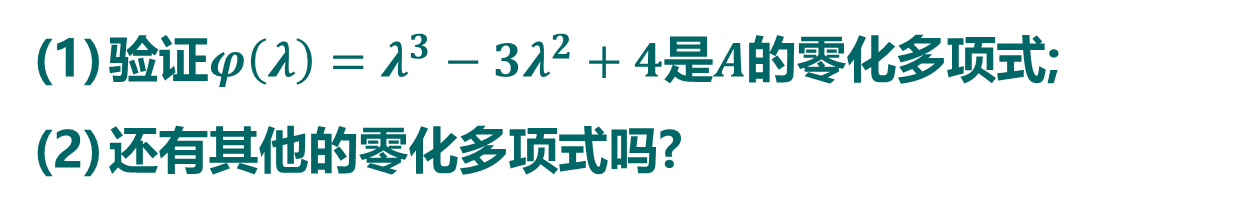 (1)验证φ(λ) = λ³ − 3λ² + 4是A的零化多项式;
(2)还有其他的零化多项式吗?